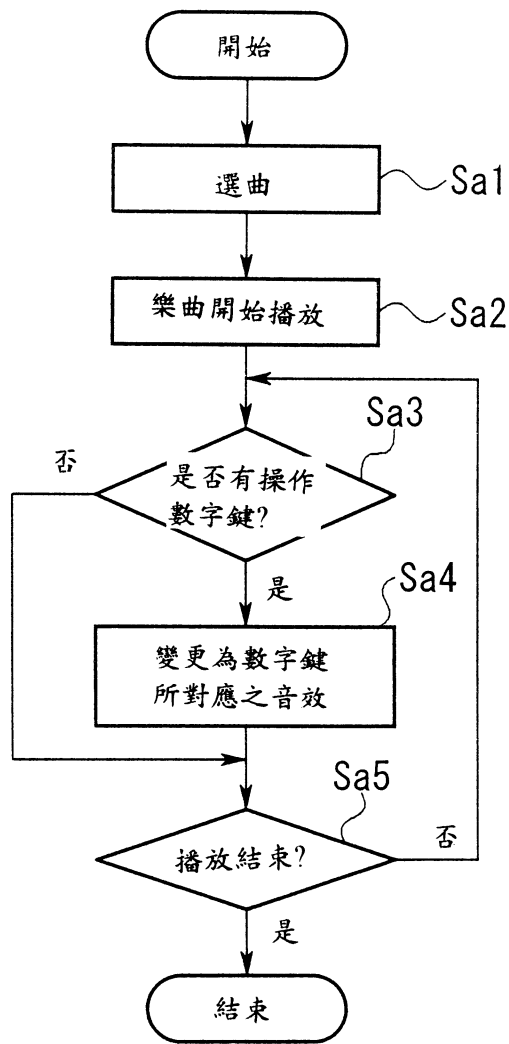 開始
選曲
Sa1
樂曲開始播放
Sa2
Sa3
否
是否有操作
數字鍵?
是
Sa4
變更為數字鍵
所對應之音效
Sa5
播放結束?
否
是
結束